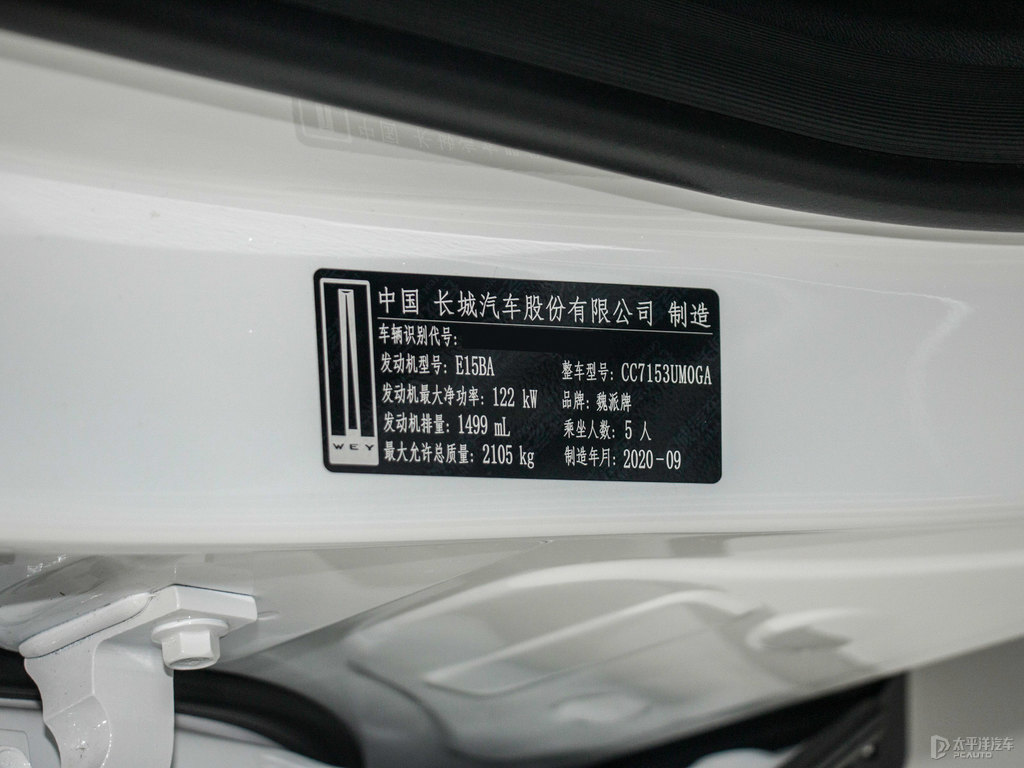 中国 长城汽车股份有限公司 制造
车辆识别代号:
发动机型号: E15BA 整车型号: CC7153UM0GA
发动机最大净功率: 122 kW 品牌: 魏派牌
发动机排量: 1499 mL 乘坐人数: 5 人
最大允许总质量: 2105 kg 制造年月: 2020-09
WEY
太平洋汽车
PCAUTO